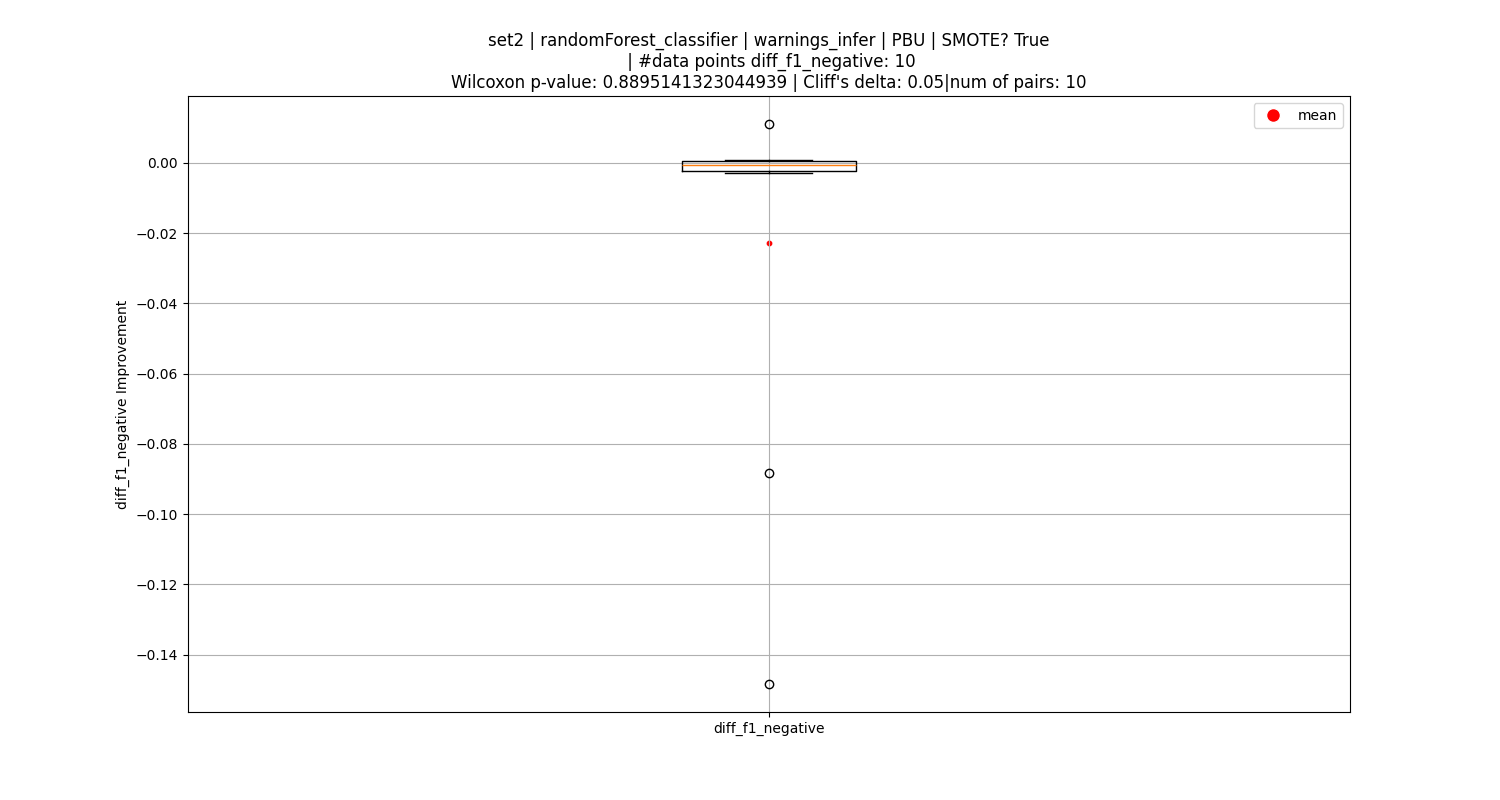 set2 | randomForest_classifier | warnings_infer | PBU | SMOTE? True
| #data points diff_f1_negative: 10
Wilcoxon p-value: 0.8895141323044939 | Cliff's delta: 0.05|num of pairs: 10
mean
0.00
−0.02
−0.04
−0.06
−0.08
−0.10
−0.12
−0.14
diff_f1_negative Improvement
diff_f1_negative